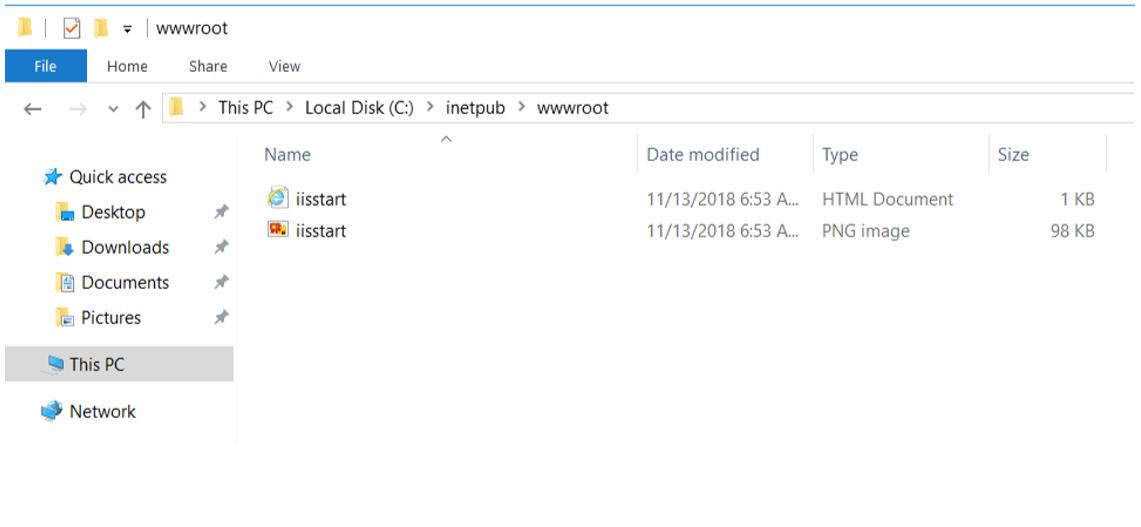 wwwroot
File Home Share View
This PC > Local Disk (C:) > inetpub > wwwroot
Name Date modified Type Size
Quick access
iisstart 11/13/2018 6:53 A... HTML Document 1 KB
Desktop
iisstart 11/13/2018 6:53 A... PNG image 98 KB
Downloads
Documents
Pictures
This PC
Network